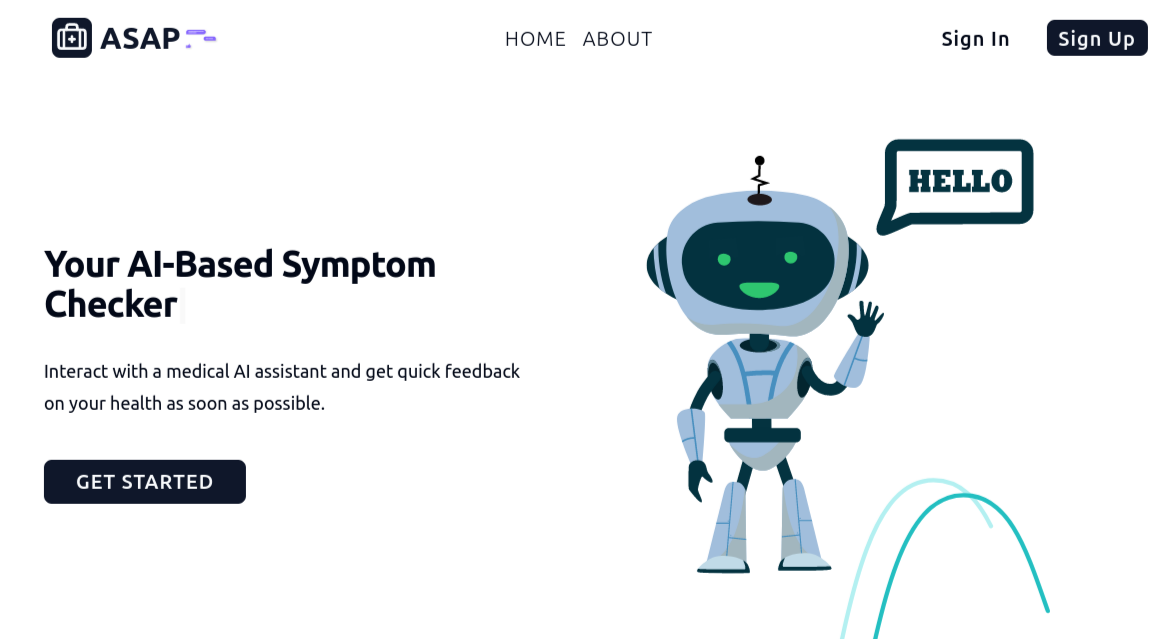 ASAP
HOME ABOUT
Sign In
Sign Up
HELLO
Your AI-Based Symptom
Checker
Interact with a medical AI assistant and get quick feedback
on your health as soon as possible.
GET STARTED